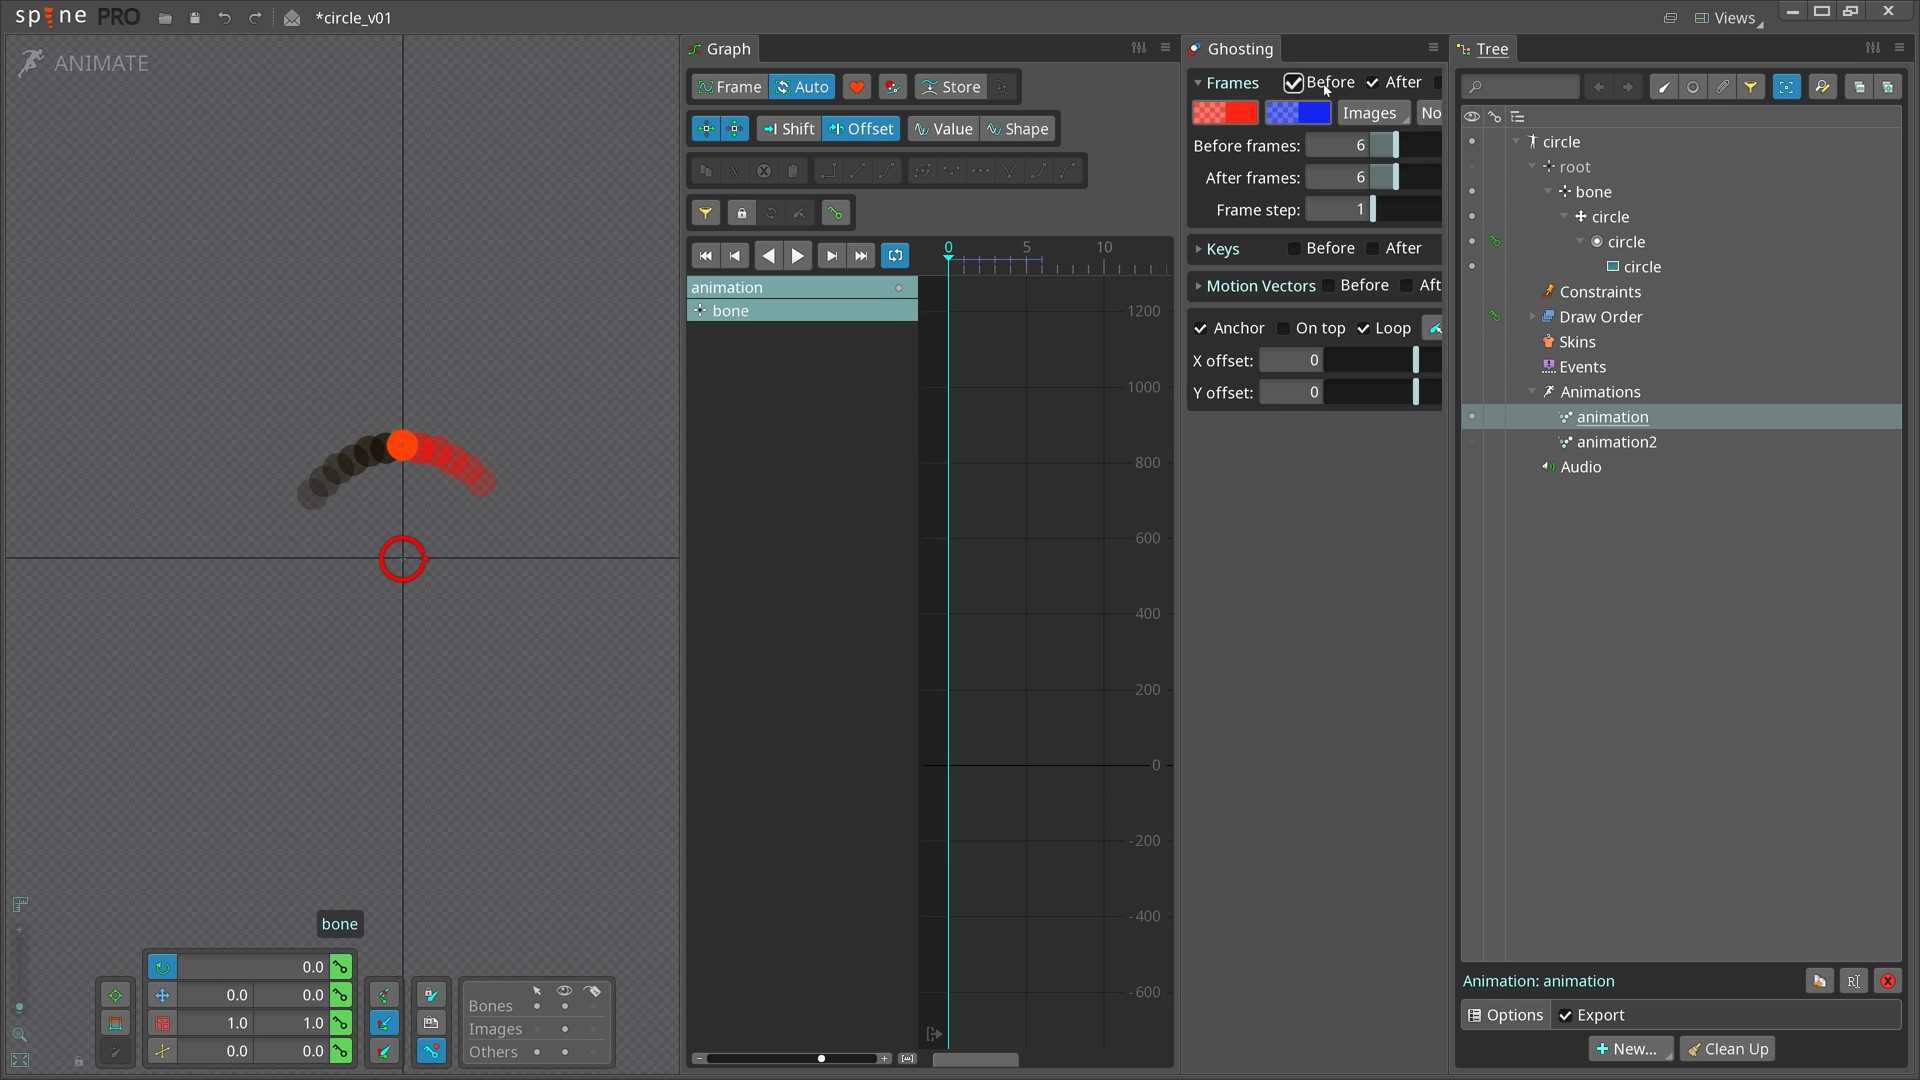 spine PRO
*circle_v01
Views
ANIMATE
Graph
Frame Auto Store
Shift Offset Value Shape
0 5 10
animation
bone
1200
1000
800
600
400
200
0
-200
-400
-600
Ghosting
Frames Before After
Images No
Before frames: 6
After frames: 6
Frame step: 1
Keys Before After
Motion Vectors Before Aft
Anchor On top Loop
X offset: 0
Y offset: 0
Tree
circle
root
bone
circle
circle
circle
Constraints
Draw Order
Skins
Events
Animations
animation
animation2
Audio
Animation: animation
Options Export
+ New... Clean Up
bone
0.0
0.0 0.0
1.0 1.0
0.0 0.0
Bones
Images
Others